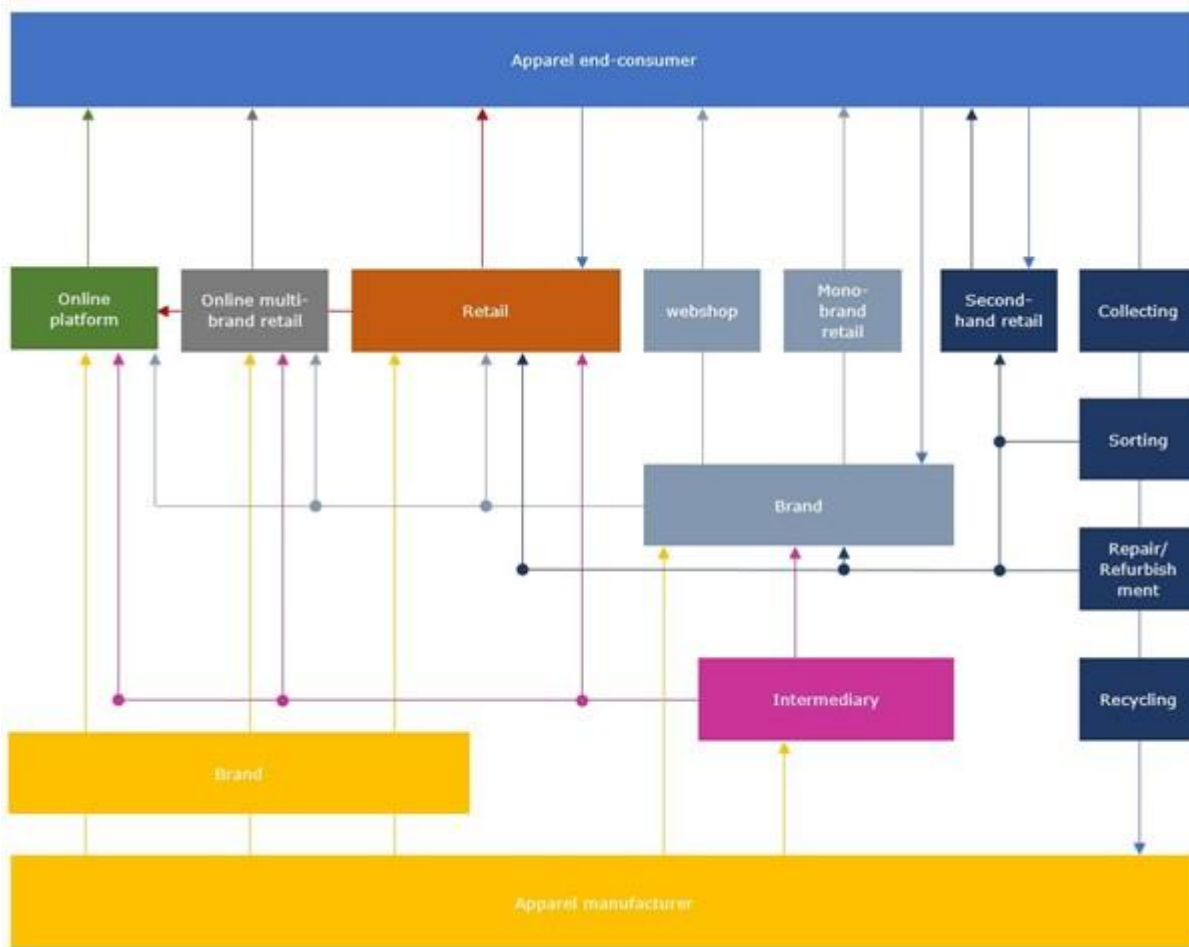 Apparel end-consumer
Online
platform
Online multi-
brand retail
Retail
webshop
Mono-
brand
retail
Second-
hand retail
Collecting
Sorting
Brand
Repair/
Refurbish
ment
Intermediary
Recycling
Brand
Apparel manufacturer